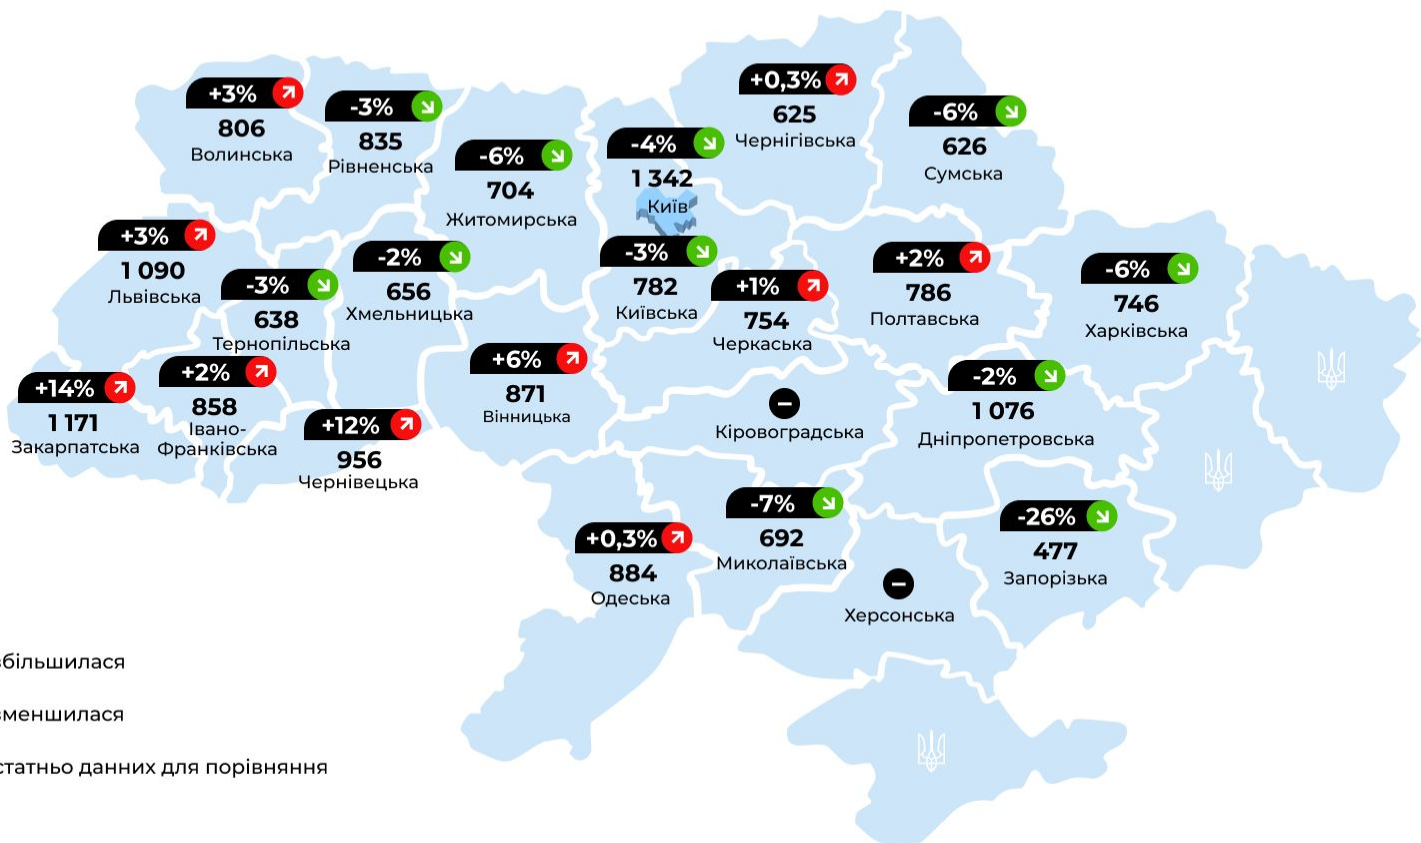 +0,3%
625
Чернігівська
+3%
806
Волинська
-3%
835
Рівненська
-6%
626
Сумська
-4%
1 342
Київ
-6%
704
Житомирська
+3%
1 090
Львівська
-2%
656
Хмельницька
-3%
782
Київська
+2%
786
Полтавська
-6%
746
Харківська
-3%
638
Тернопільська
+1%
754
Черкаська
+6%
871
Вінницька
+14%
1 171
Закарпатська
+2%
858
Івано-
Франківська
-2%
1 076
Дніпропетровська
Кіровоградська
+12%
956
Чернівецька
-7%
692
Миколаївська
-26%
477
Запорізька
+0,3%
884
Одеська
Херсонська
більшилася
меншилася
статньо данних для порівняння